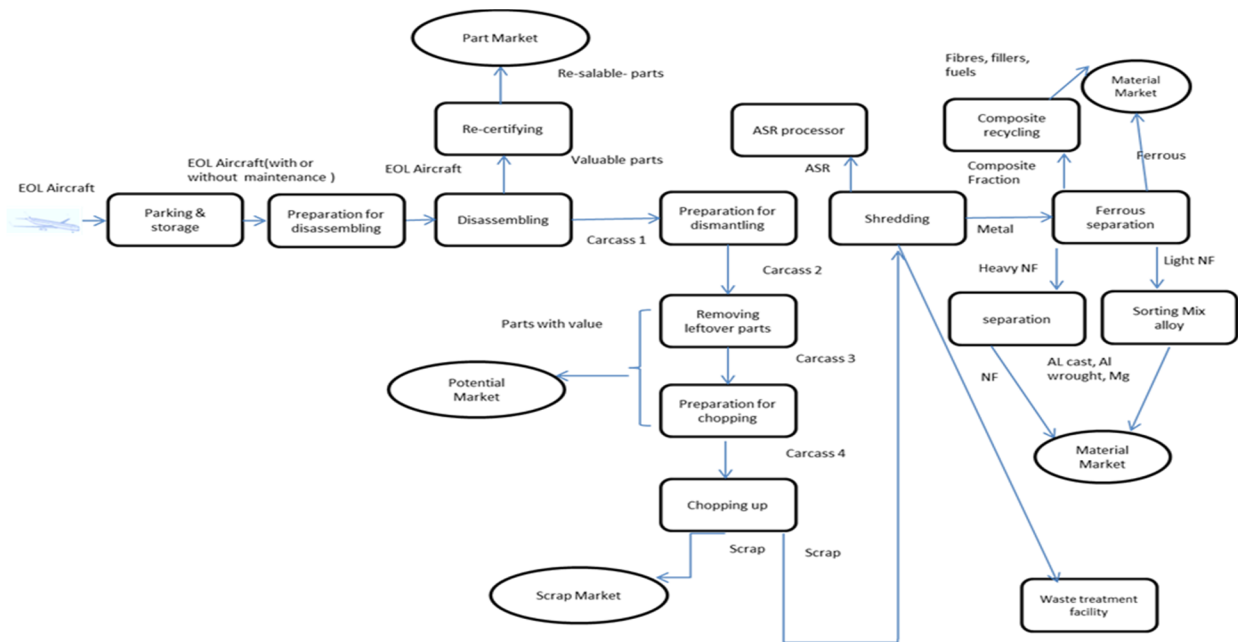 Part Market
Re-salable- parts
Re-certifying
EOL Aircraft
Valuable parts
EOL Aircraft
EOL Aircraft(with or
without maintenance )
Parking &
storage
Preparation for
disassembling
Disassembling
Carcass 1
Preparation for
dismantling
Carcass 2
Removing
leftover parts
Parts with value
Carcass 3
Potential
Market
Preparation for
chopping
Carcass 4
Chopping up
Scrap
Scrap
Scrap Market
ASR processor
ASR
Shredding
Metal
Fibres, fillers,
fuels
Material
Market
Composite
recycling
Composite
Fraction
Ferrous
Ferrous
separation
Heavy NF
Light NF
separation
Sorting Mix
alloy
NF
AL cast, Al
wrought, Mg
Material
Market
Waste treatment
facility